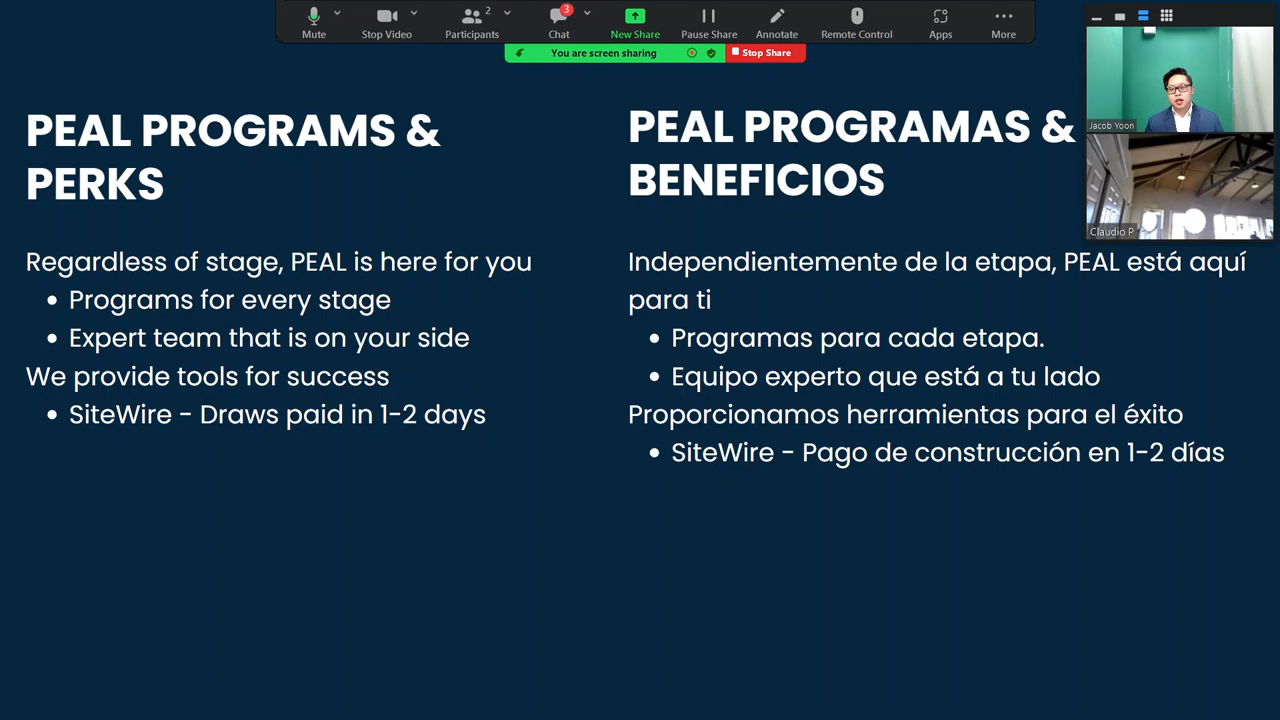 Mute
Stop Video
2
Participants
3
Chat
New Share
Pause Share
Annotate
Remote Control
Apps
More
You are screen sharing
Stop Share
Jacob Yoon
Claudio P
PEAL PROGRAMS &
PERKS
Regardless of stage, PEAL is here for you
• Programs for every stage
• Expert team that is on your side
We provide tools for success
• SiteWire - Draws paid in 1-2 days
PEAL PROGRAMAS &
BENEFICIOS
Independientemente de la etapa, PEAL está aquí
para ti
• Programas para cada etapa.
• Equipo experto que está a tu lado
Proporcionamos herramientas para el éxito
• SiteWire - Pago de construcción en 1-2 días